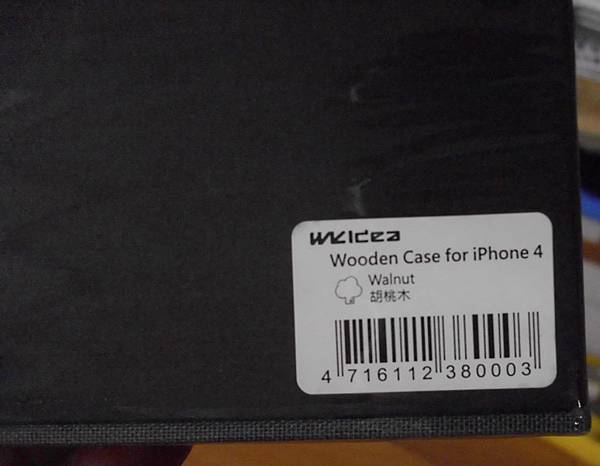 WKidea
Wooden Case for iPhone 4
Walnut
胡桃木
4 716112 380003